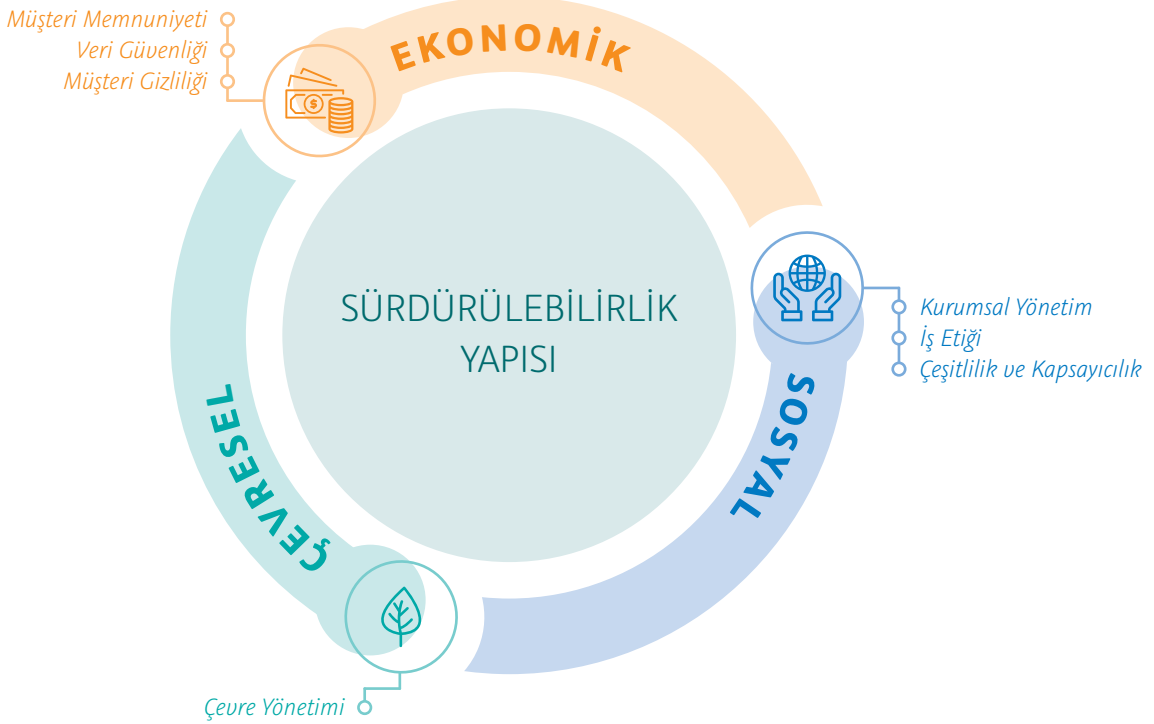 Müşteri Memnuniyeti
Veri Güvenliği
Müşteri Gizliliği
EKONOMİK
SÜRDÜRÜLEBİLİRLİK
YAPISI
Kurumsal Yönetim
İş Etiği
Çeşitlilik ve Kapsayıcılık
SOSYAL
ÇEVRESEL
Çevre Yönetimi